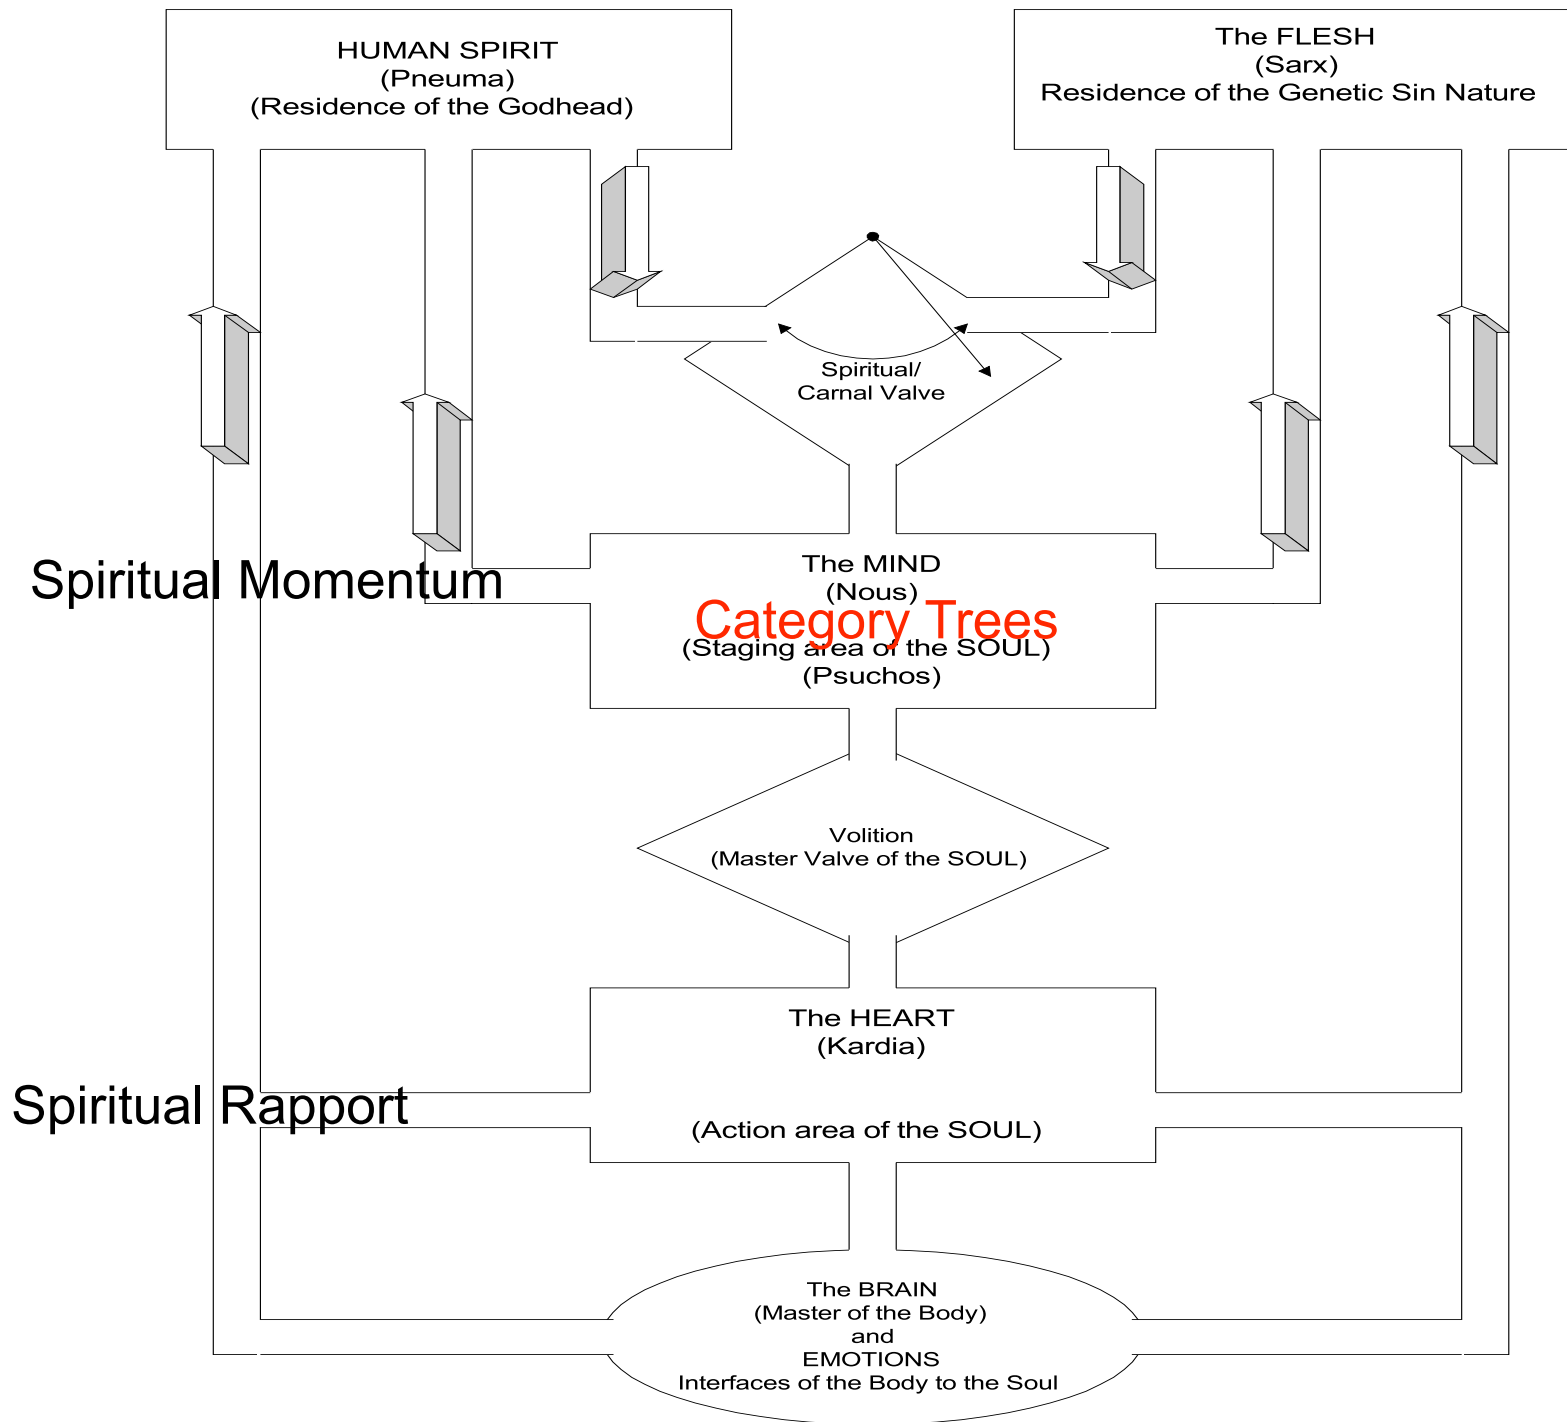 HUMAN SPIRIT
(Pneuma)
(Residence of the Godhead)
The FLESH
(Sarx)
Residence of the Genetic Sin Nature
Spiritual/
Carnal Valve
Spiritual Momentum
The MIND
(Nous)
Category Trees
(Staging area of the SOUL)
(Psuchos)
Volition
(Master Valve of the SOUL)
The HEART
(Kardia)
Spiritual Rapport
(Action area of the SOUL)
The BRAIN
(Master of the Body)
and
EMOTIONS
Interfaces of the Body to the Soul